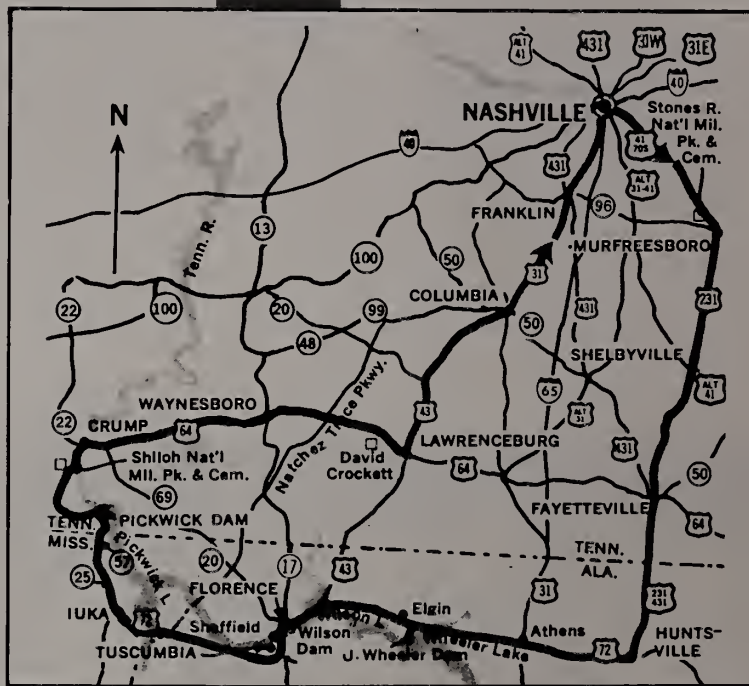 ALT 41
431
31W
31E
40
NASHVILLE
Stones R.
Nat'l Mil.
Pk. &
Cem.
N
40
431
41
70S
ALT
31-41
FRANKLIN
96
13
Tenn. R.
50
100
31
MURFREESBORO
COLUMBIA
231
22
100
20
99
431
50
48
SHELBYVILLE
Natchez Trace Pkwy.
65
ALT
41
43
ALT
31
WAYNESBORO
22
CRUMP
64
LAWRENCEBURG
431
David
Crockett
64
50
Shiloh Nat'l
Mil. Pk. & Cem.
69
FAYETTEVILLE
64
TENN.
MISS.
PICKWICK DAM
Pickwick L.
57
TENN.
ALA.
25
20
17
43
FLORENCE
31
231
431
IUKA
72
Sheffield
Wilson L.
Elgin
Wilson
Dam
Wheeler Lake
Athens
TUSCUMBIA
J. Wheeler Dam
72
HUNTS-
VILLE